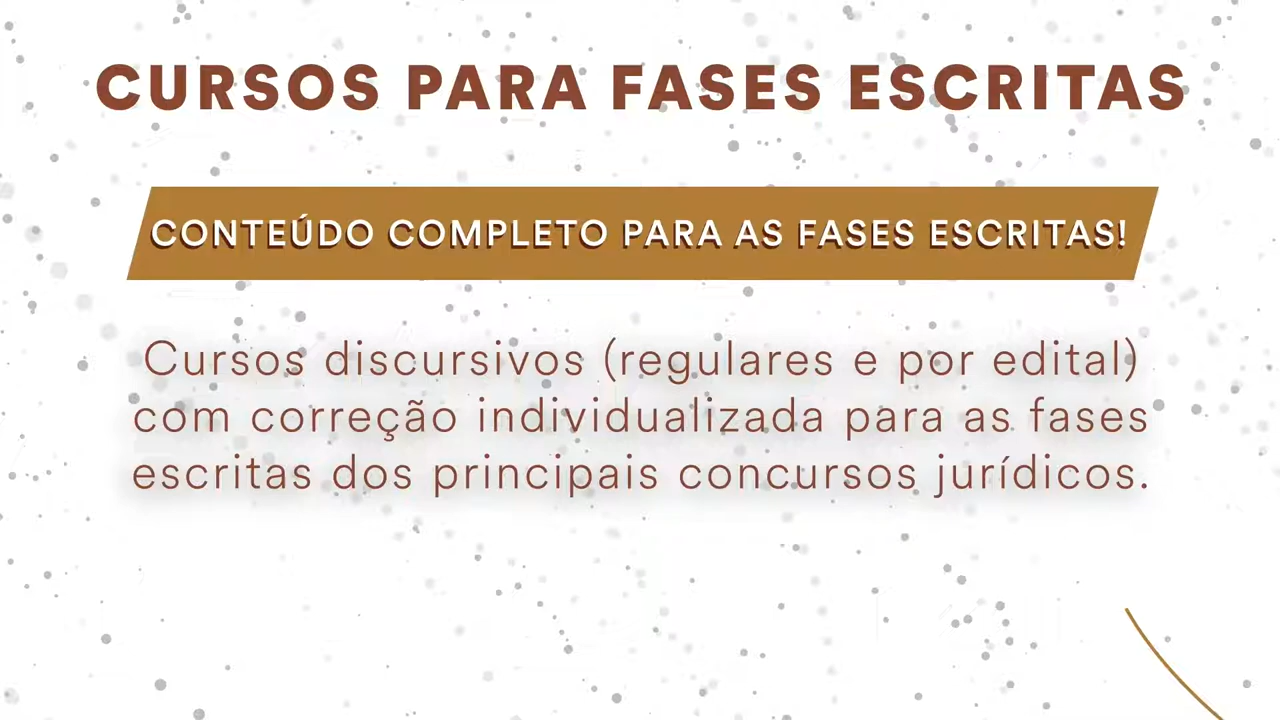 CURSOS PARA FASES ESCRITAS
CONTEÚDO COMPLETO PARA AS FASES ESCRITAS!
Cursos discursivos (regulares e por edital)
com correção individualizada para as fases
escritas dos principais concursos jurídicos.